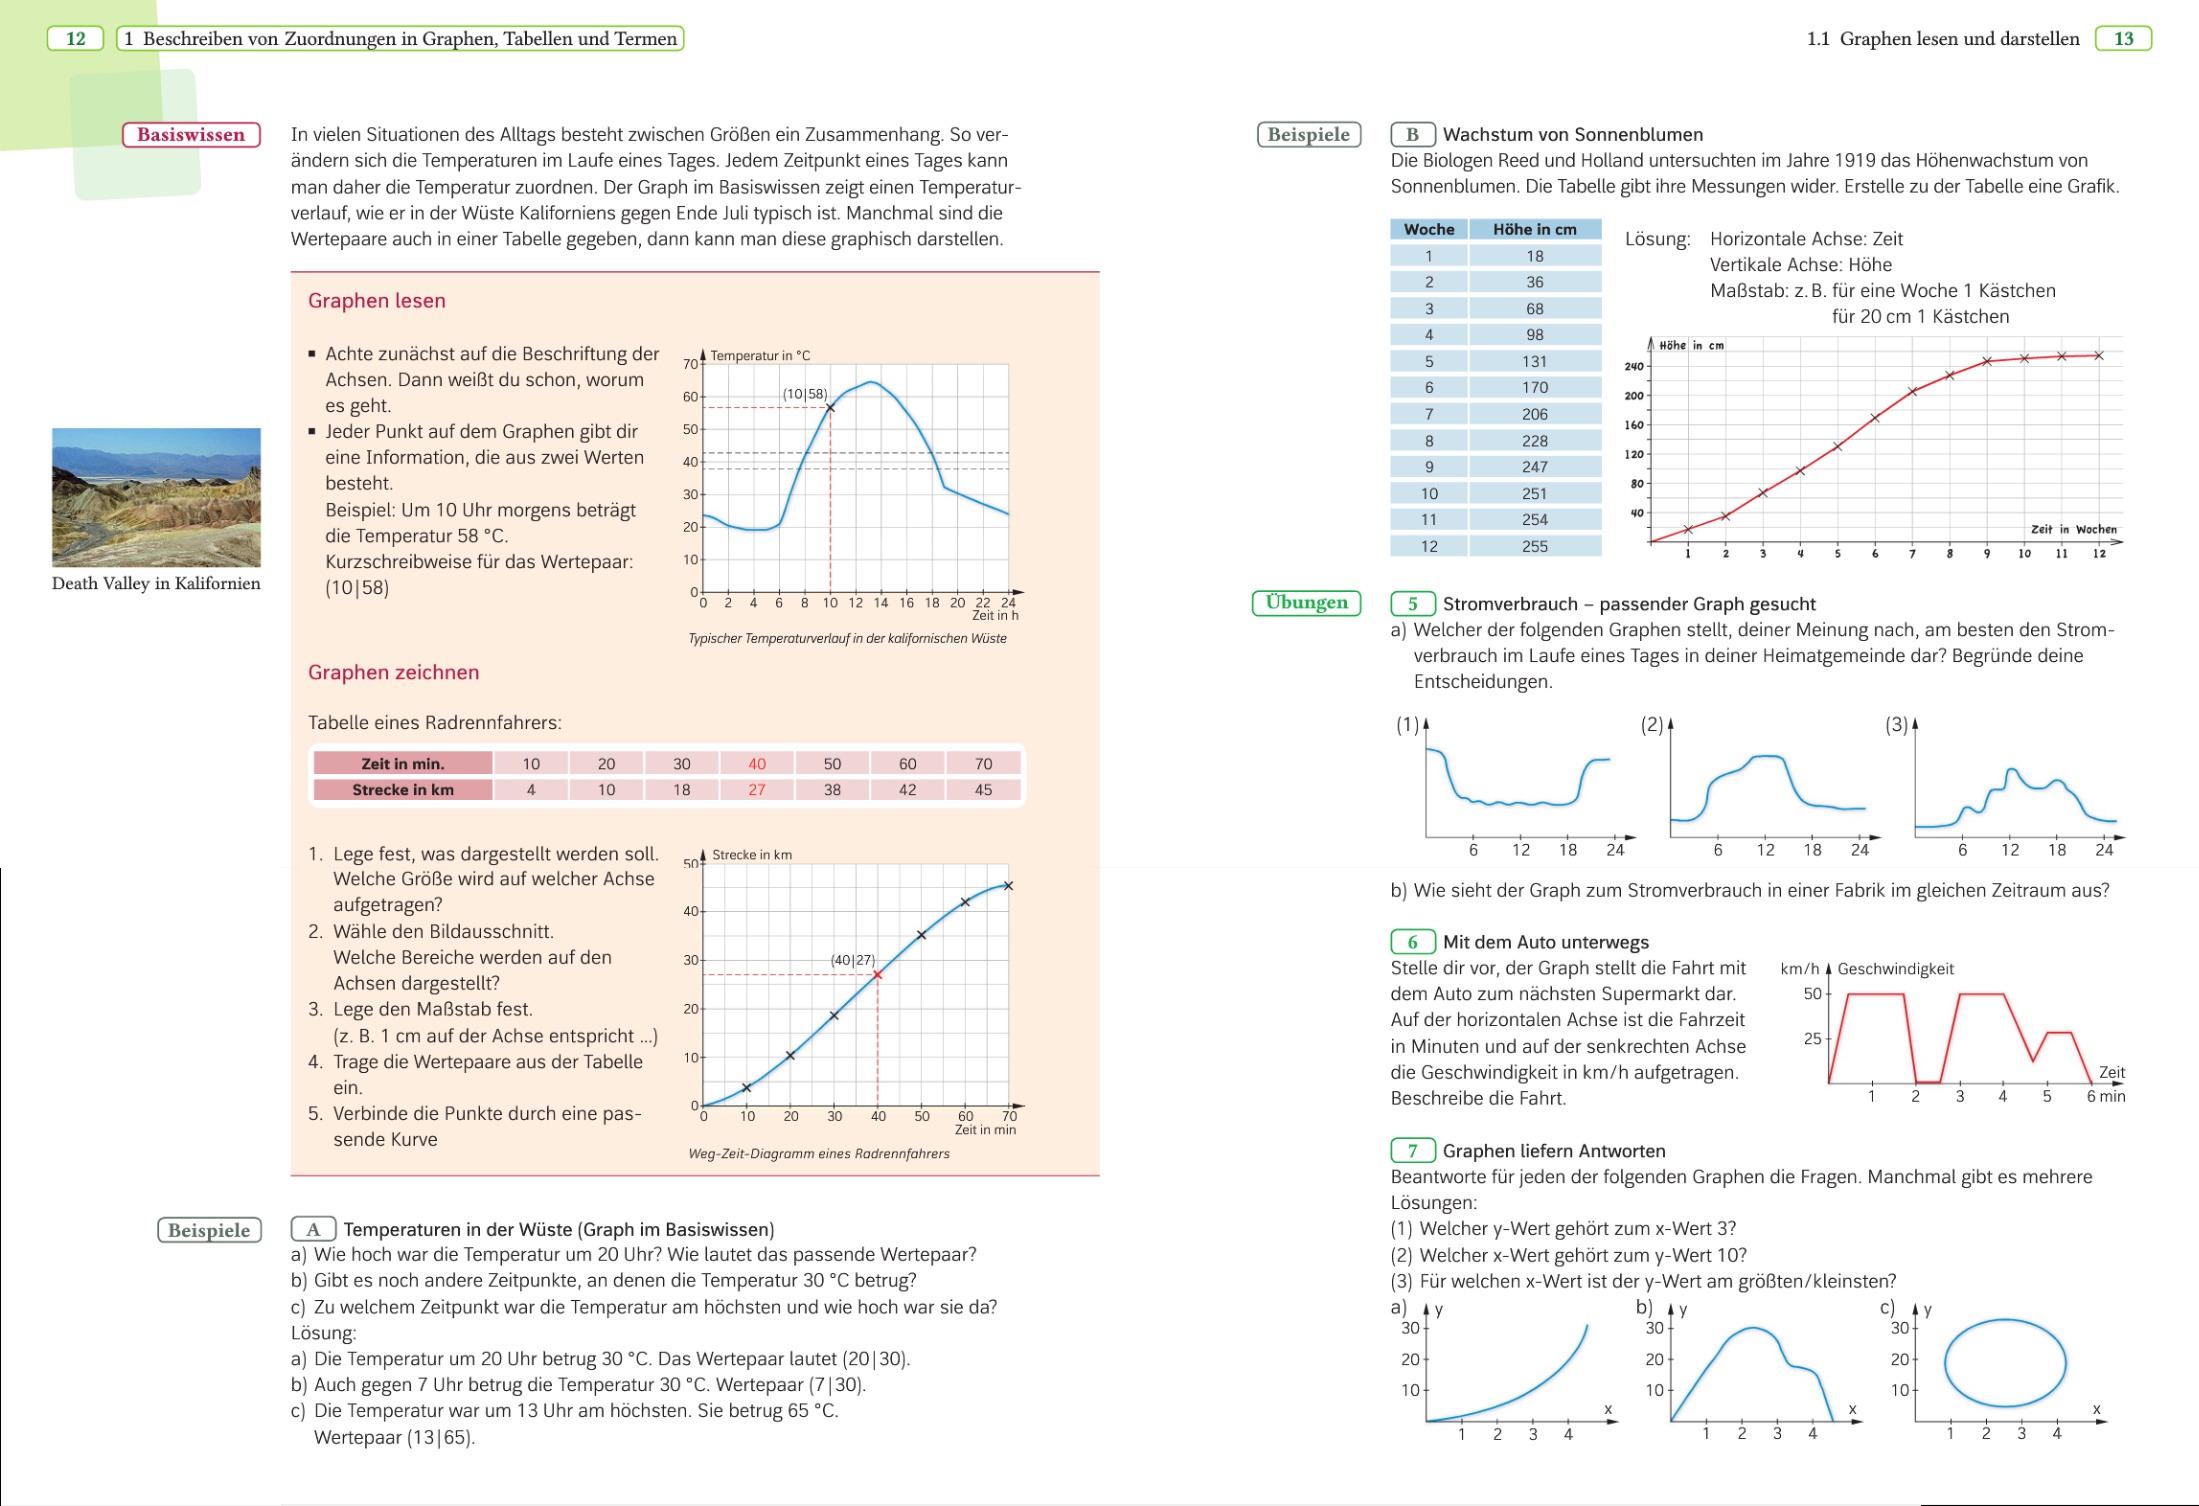 12
1 Beschreiben von Zuordnungen in Graphen, Tabellen und Termen
Basiswissen
In vielen Situationen des Alltags besteht zwischen Größen ein Zusammenhang. So ver-
ändern sich die Temperaturen im Laufe eines Tages. Jedem Zeitpunkt eines Tages kann
man daher die Temperatur zuordnen. Der Graph im Basiswissen zeigt einen Temperatur-
verlauf, wie er in der Wüste Kaliforniens gegen Ende Juli typisch ist. Manchmal sind die
Wertepaare auch in einer Tabelle gegeben, dann kann man diese graphisch darstellen.
Graphen lesen
▪ Achte zunächst auf die Beschriftung der
Achsen. Dann weißt du schon, worum
es geht.
▪ Jeder Punkt auf dem Graphen gibt dir
eine Information, die aus zwei Werten
besteht.
Beispiel: Um 10 Uhr morgens beträgt
die Temperatur 58 °C.
Kurzschreibweise für das Wertepaar:
(10|58)
Death Valley in Kalifornien
Temperatur in °C
70
60
50
40
30
20
10
0
(10|58)
0 2 4 6 8 10 12 14 16 18 20 22 24
Zeit in h
Typischer Temperaturverlauf in der kalifornischen Wüste
Graphen zeichnen
Tabelle eines Radrennfahrers:
Zeit in min. 10 20 30 40 50 60 70
Strecke in km 4 10 18 27 38 42 45
1. Lege fest, was dargestellt werden soll.
Welche Größe wird auf welcher Achse
aufgetragen?
2. Wähle den Bildausschnitt.
Welche Bereiche werden auf den
Achsen dargestellt?
3. Lege den Maßstab fest.
(z. B. 1 cm auf der Achse entspricht ...)
4. Trage die Wertepaare aus der Tabelle
ein.
5. Verbinde die Punkte durch eine pas-
sende Kurve
Strecke in km
50
40
30
20
10
0
(40|27)
0 10 20 30 40 50 60 70
Zeit in min
Weg-Zeit-Diagramm eines Radrennfahrers
Beispiele
A Temperaturen in der Wüste (Graph im Basiswissen)
a) Wie hoch war die Temperatur um 20 Uhr? Wie lautet das passende Wertepaar?
b) Gibt es noch andere Zeitpunkte, an denen die Temperatur 30 °C betrug?
c) Zu welchem Zeitpunkt war die Temperatur am höchsten und wie hoch war sie da?
Lösung:
a) Die Temperatur um 20 Uhr betrug 30 °C. Das Wertepaar lautet (20|30).
b) Auch gegen 7 Uhr betrug die Temperatur 30 °C. Wertepaar (7|30).
c) Die Temperatur war um 13 Uhr am höchsten. Sie betrug 65 °C.
Wertepaar (13|65).
1.1 Graphen lesen und darstellen
13
Beispiele
B Wachstum von Sonnenblumen
Die Biologen Reed und Holland untersuchten im Jahre 1919 das Höhenwachstum von
Sonnenblumen. Die Tabelle gibt ihre Messungen wider. Erstelle zu der Tabelle eine Grafik.
Woche Höhe in cm
1 18
2 36
3 68
4 98
5 131
6 170
7 206
8 228
9 247
10 251
11 254
12 255
Lösung: Horizontale Achse: Zeit
Vertikale Achse: Höhe
Maßstab: z. B. für eine Woche 1 Kästchen
für 20 cm 1 Kästchen
Höhe in cm
240
200
160
120
80
40
Zeit in Wochen
1 2 3 4 5 6 7 8 9 10 11 12
Übungen
5 Stromverbrauch – passender Graph gesucht
a) Welcher der folgenden Graphen stellt, deiner Meinung nach, am besten den Strom-
verbrauch im Laufe eines Tages in deiner Heimatgemeinde dar? Begründe deine
Entscheidungen.
(1) (2) (3)
6 12 18 24 6 12 18 24 6 12 18 24
b) Wie sieht der Graph zum Stromverbrauch in einer Fabrik im gleichen Zeitraum aus?
6 Mit dem Auto unterwegs
Stelle dir vor, der Graph stellt die Fahrt mit
dem Auto zum nächsten Supermarkt dar.
Auf der horizontalen Achse ist die Fahrzeit
in Minuten und auf der senkrechten Achse
die Geschwindigkeit in km/h aufgetragen.
Beschreibe die Fahrt.
km/h Geschwindigkeit
50
25
Zeit
1 2 3 4 5 6 min
7 Graphen liefern Antworten
Beantworte für jeden der folgenden Graphen die Fragen. Manchmal gibt es mehrere
Lösungen:
(1) Welcher y-Wert gehört zum x-Wert 3?
(2) Welcher x-Wert gehört zum y-Wert 10?
(3) Für welchen x-Wert ist der y-Wert am größten/kleinsten?
a) y b) y c) y
30 30 30
20 20 20
10 10 10
x x x
1 2 3 4 1 2 3 4 1 2 3 4